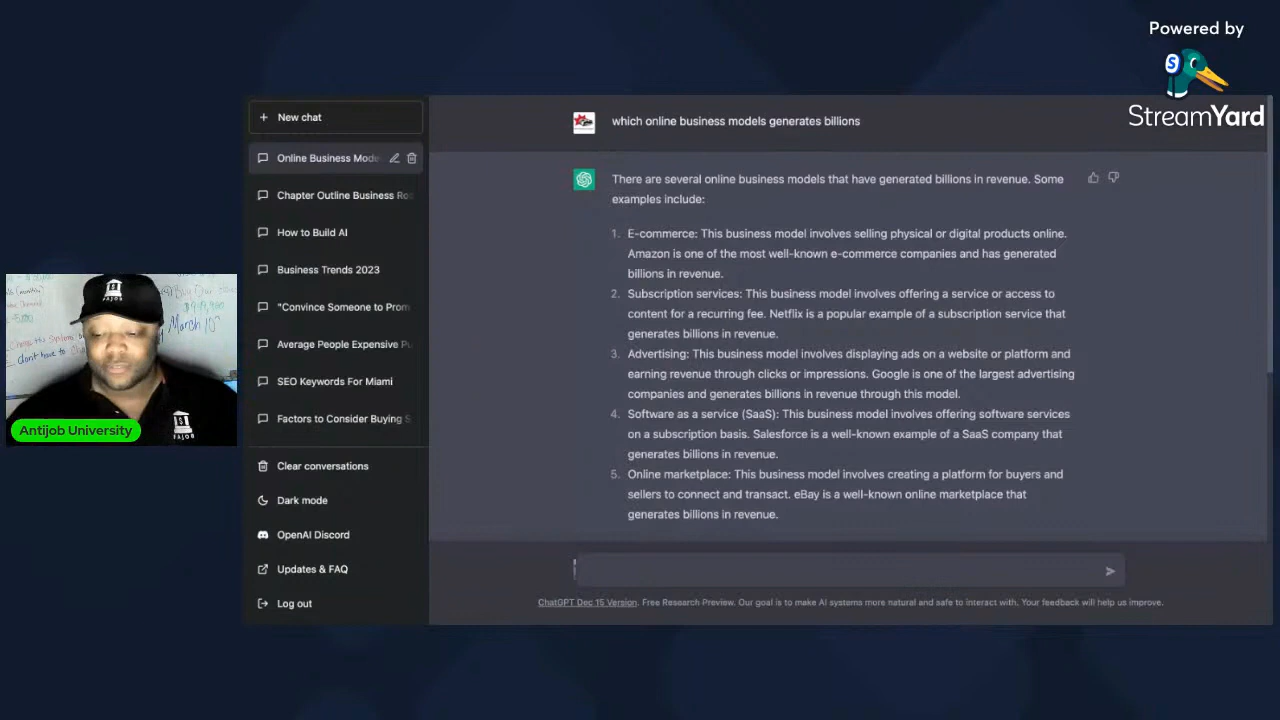 Powered by
StreamYard
New chat
Online Business Mode
Chapter Outline Business
How to Build AI
Business Trends 2023
"Convince Someone to Prom
Average People Expensive
SEO Keywords For Miami
Factors to Consider Buying S
Clear conversations
Dark mode
OpenAI Discord
Updates & FAQ
Log out
which online business models generates billions
There are several online business models that have generated billions in revenue. Some
examples include:
1. E-commerce: This business model involves selling physical or digital products online.
Amazon is one of the most well-known e-commerce companies and has generated
billions in revenue.
2. Subscription services: This business model involves offering a service or access to
content for a recurring fee. Netflix is a popular example of a subscription service that
generates billions in revenue.
3. Advertising: This business model involves displaying ads on a website or platform and
earning revenue through clicks or impressions. Google is one of the largest advertising
companies and generates billions in revenue through this model.
4. Software as a service (SaaS): This business model involves offering software services
on a subscription basis. Salesforce is a well-known example of a SaaS company that
generates billions in revenue.
5. Online marketplace: This business model involves creating a platform for buyers and
sellers to connect and transact. eBay is a well-known online marketplace that
generates billions in revenue.
ChatGPT Dec 15 Version. Free Research Preview. Our goal is to make AI systems more natural and safe to interact with. Your feedback will help us improve.
March
dont have to
Antijob University